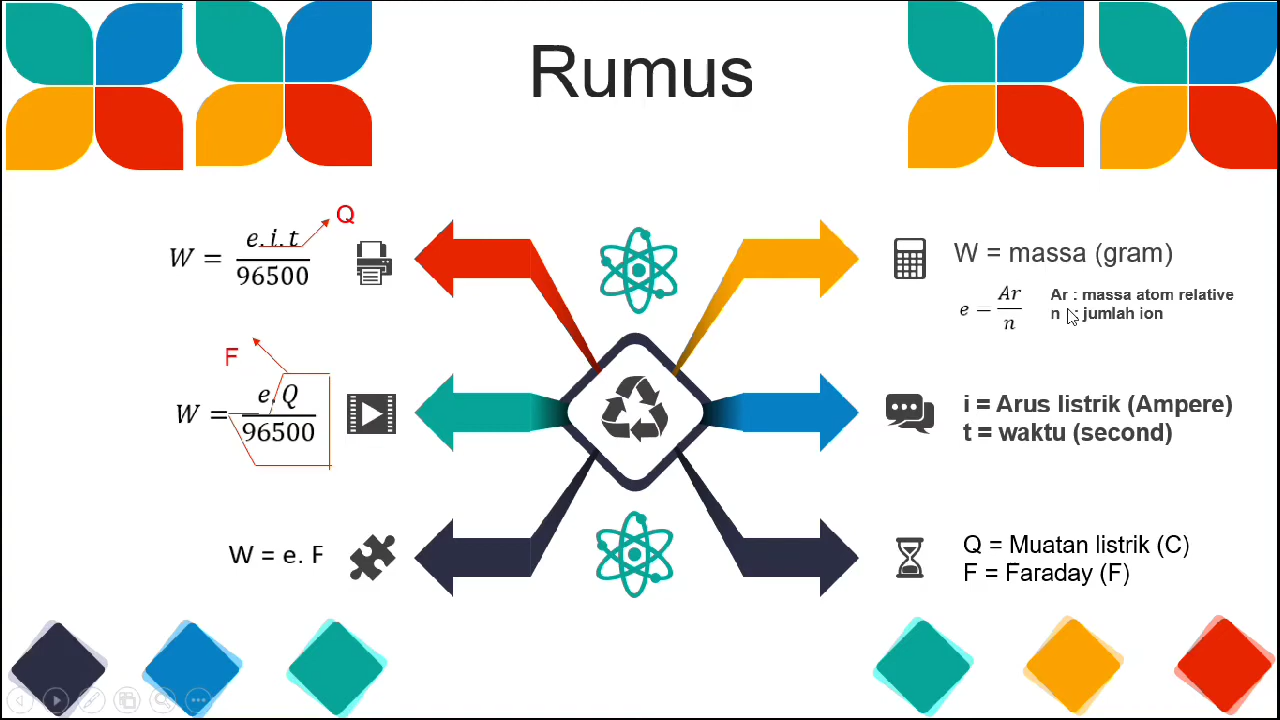 Rumus
Q
W = e.i.t / 96500
F
W = e.Q / 96500
W = e. F
W = massa (gram)
e = Ar / n
Ar : massa atom relative
n : jumlah ion
i = Arus listrik (Ampere)
t = waktu (second)
Q = Muatan listrik (C)
F = Faraday (F)